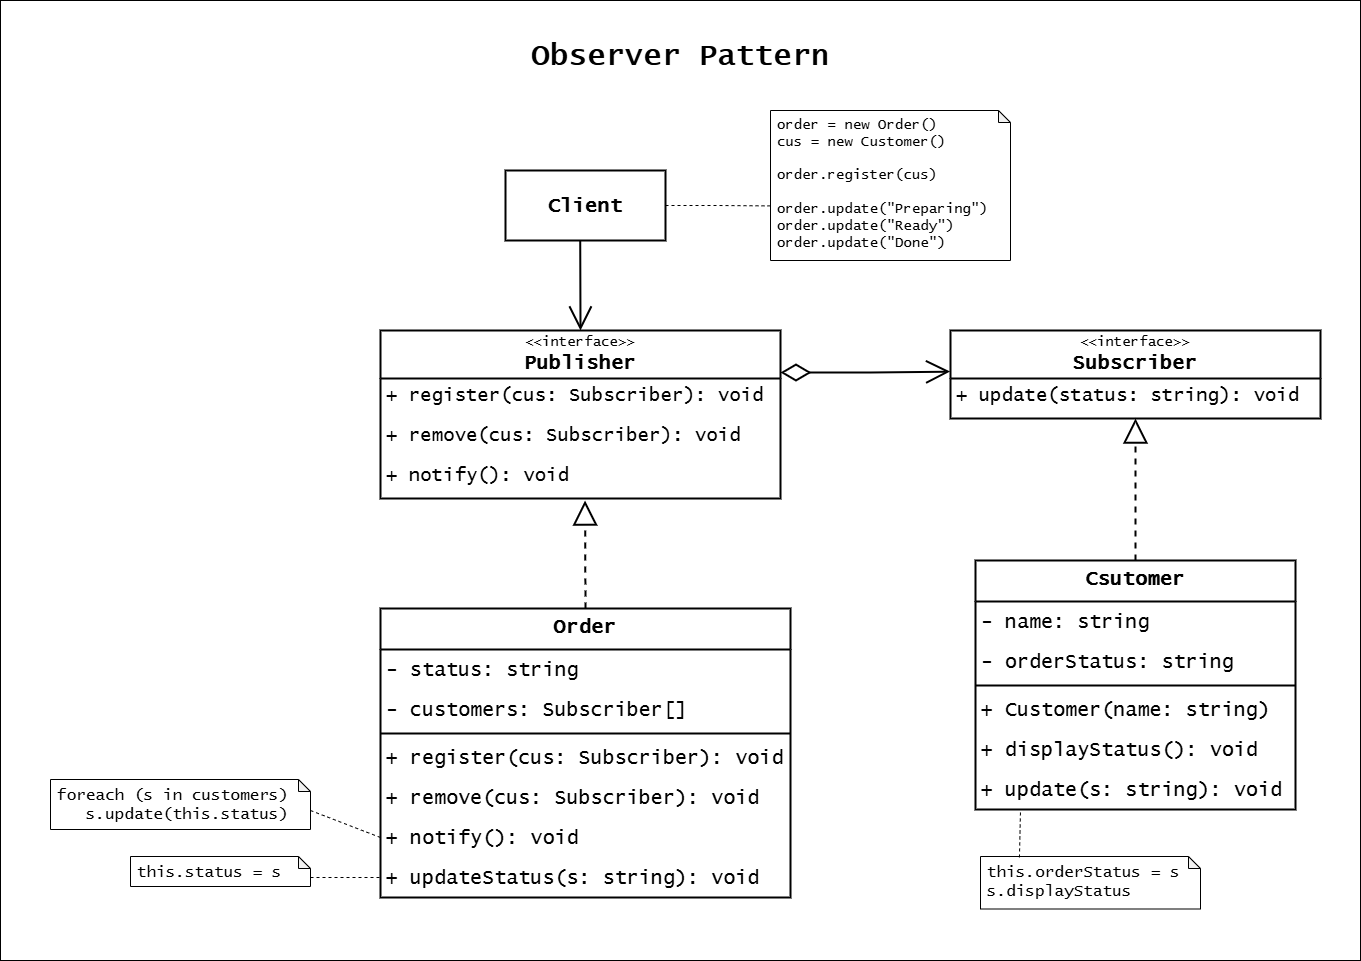 Observer Pattern
order = new Order()
cus = new Customer()
order.register(cus)
order.update("Preparing")
order.update("Ready")
order.update("Done")
Client
<<interface>>
Publisher
+ register(cus: Subscriber): void
+ remove(cus: Subscriber): void
+ notify(): void
<<interface>>
Subscriber
+ update(status: string): void
Order
- status: string
- customers: Subscriber[]
+ register(cus: Subscriber): void
+ remove(cus: Subscriber): void
+ notify(): void
+ updateStatus(s: string): void
foreach (s in customers)
s.update(this.status)
this.status = s
Csutomer
- name: string
- orderStatus: string
+ Customer(name: string)
+ displayStatus(): void
+ update(s: string): void
this.orderStatus = s
s.displayStatus